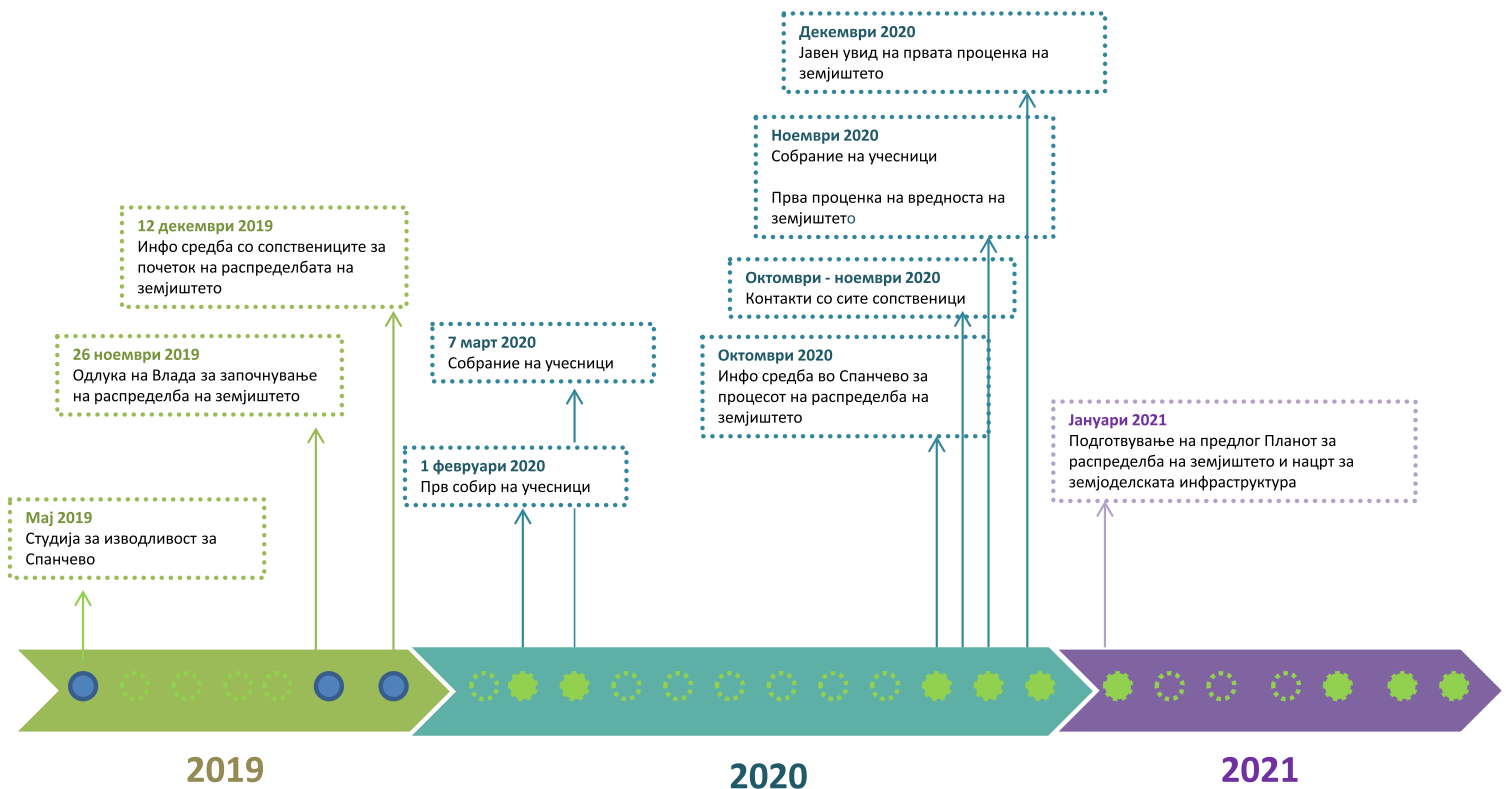 Мај 2019
Студија за изводливост за
Спанчево
26 ноември 2019
Одлука на Влада за започнување
на распределба на земјиштето
12 декември 2019
Инфо средба со сопствениците за
почеток на распределбата на
земјиштето
1 февруари 2020
Прв собир на учесници
7 март 2020
Собрание на учесници
Октомври 2020
Инфо средба во Спанчево за
процесот на распределба на
земјиштето
Октомври - ноември 2020
Контакти со сите сопственици
Ноември 2020
Собрание на учесници
Прва проценка на вредноста на
земјиштето
Декември 2020
Јавен увид на првата проценка на
земјиштето
Јануари 2021
Подготвување на предлог Планот за
распределба на земјиштето и нацрт за
земјоделската инфраструктура
2019
2020
2021